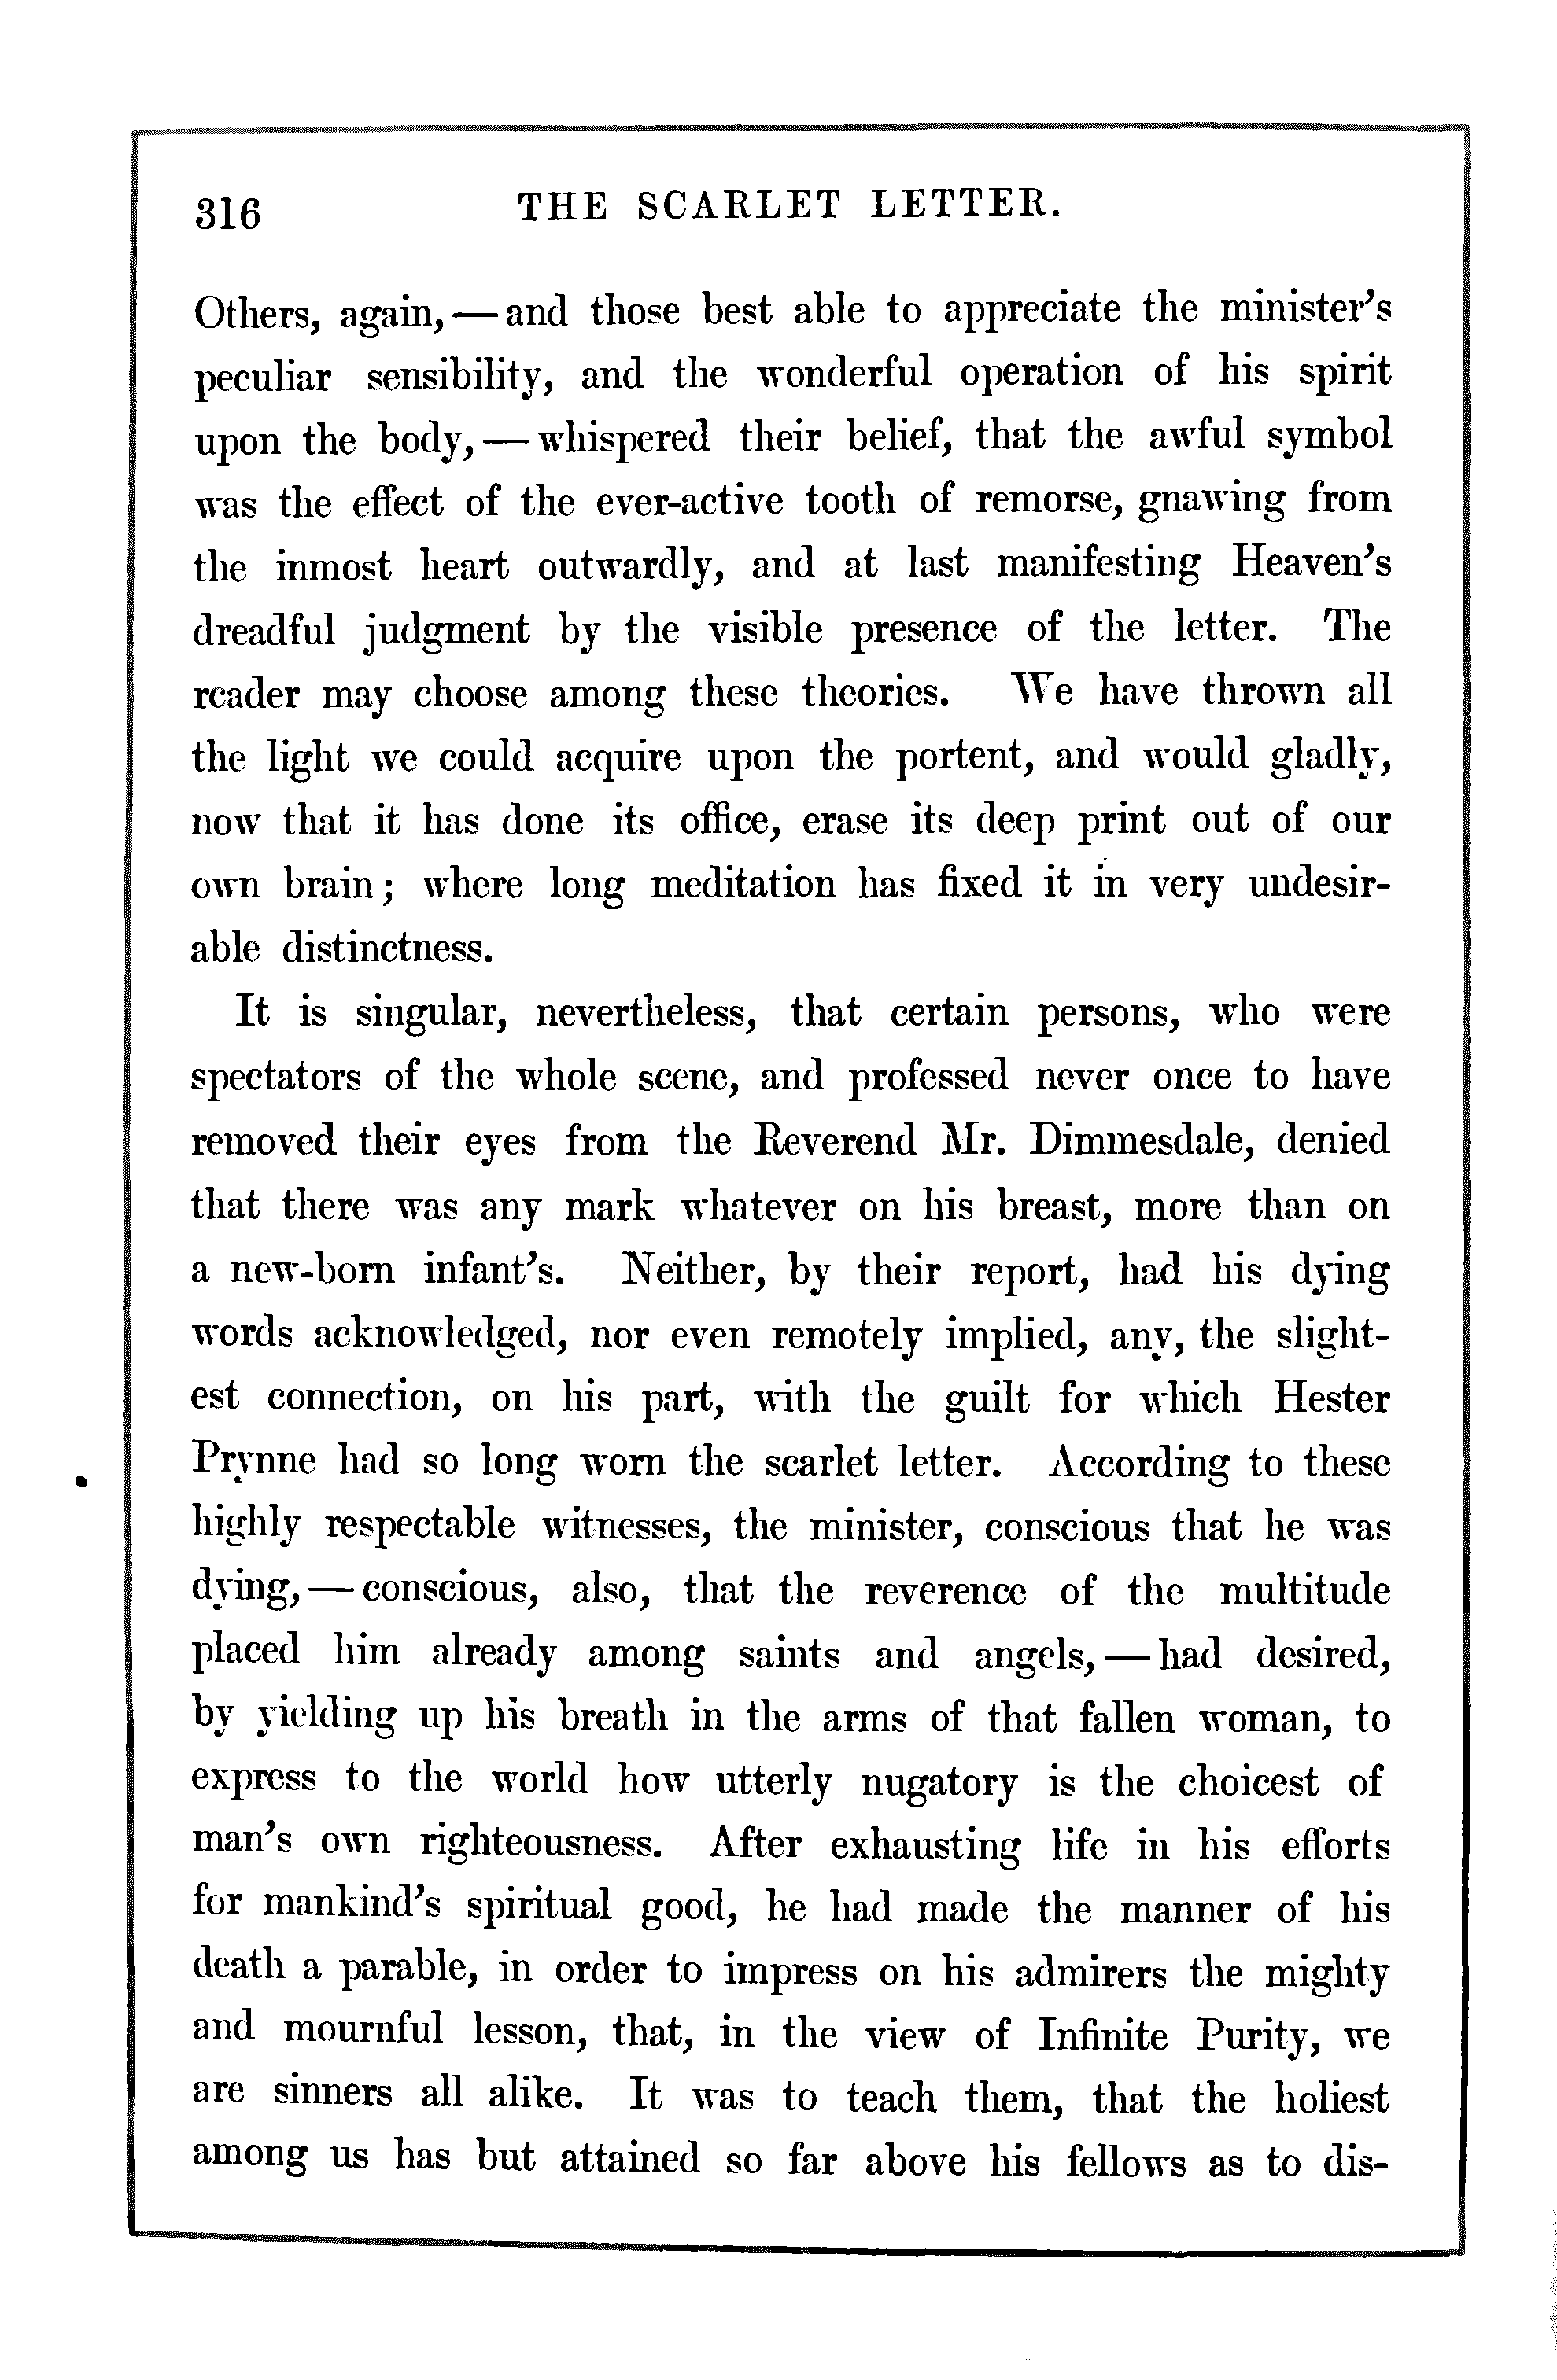 316 THE SCARLET LETTER.
Others, again,—and those best able to appreciate the minister's
peculiar sensibility, and the wonderful operation of his spirit
upon the body,—whispered their belief, that the awful symbol
was the effect of the ever-active tooth of remorse, gnawing from
the inmost heart outwardly, and at last manifesting Heaven's
dreadful judgment by the visible presence of the letter. The
reader may choose among these theories. We have thrown all
the light we could acquire upon the portent, and would gladly,
now that it has done its office, erase its deep print out of our
own brain; where long meditation has fixed it in very undesir-
able distinctness.
It is singular, nevertheless, that certain persons, who were
spectators of the whole scene, and professed never once to have
removed their eyes from the Reverend Mr. Dimmesdale, denied
that there was any mark whatever on his breast, more than on
a new-born infant's. Neither, by their report, had his dying
words acknowledged, nor even remotely implied, any, the slight-
est connection, on his part, with the guilt for which Hester
Prynne had so long worn the scarlet letter. According to these
highly respectable witnesses, the minister, conscious that he was
dying,—conscious, also, that the reverence of the multitude
placed him already among saints and angels,—had desired,
by yielding up his breath in the arms of that fallen woman, to
express to the world how utterly nugatory is the choicest of
man's own righteousness. After exhausting life in his efforts
for mankind's spiritual good, he had made the manner of his
death a parable, in order to impress on his admirers the mighty
and mournful lesson, that, in the view of Infinite Purity, we
are sinners all alike. It was to teach them, that the holiest
among us has but attained so far above his fellows as to dis-